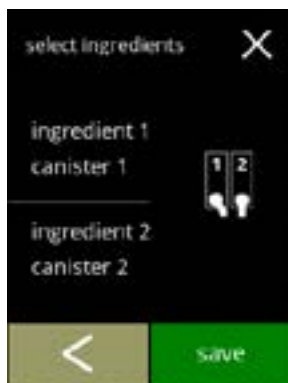 select ingredients
ingredient 1
canister 1
1 2
ingredient 2
canister 2
< save